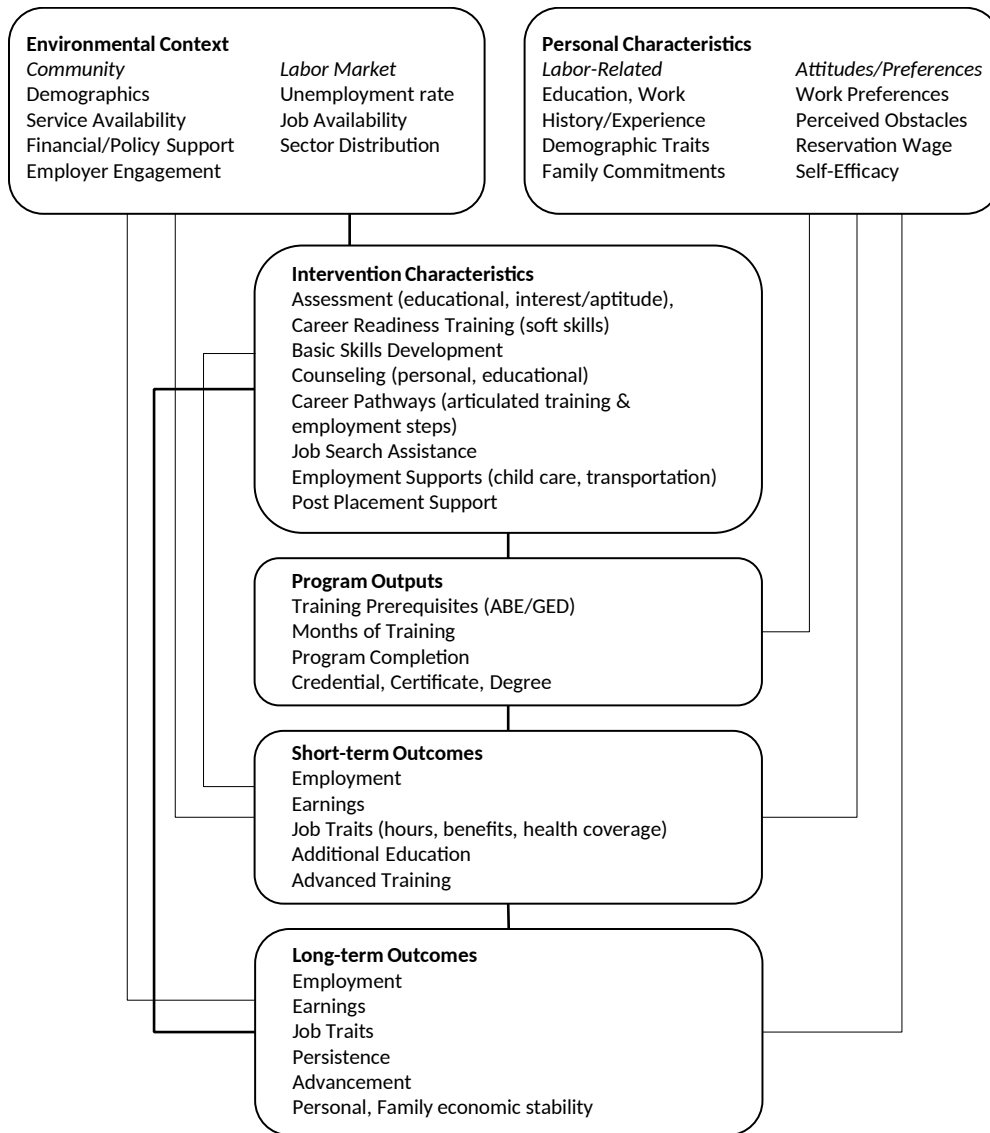 Environmental Context
Community
Demographics
Service Availability
Financial/Policy Support
Employer Engagement
Labor Market
Unemployment rate
Job Availability
Sector Distribution
Personal Characteristics
Labor-Related
Education, Work
History/Experience
Demographic Traits
Family Commitments
Attitudes/Preferences
Work Preferences
Perceived Obstacles
Reservation Wage
Self-Efficacy
Intervention Characteristics
Assessment (educational, interest/aptitude),
Career Readiness Training (soft skills)
Basic Skills Development
Counseling (personal, educational)
Career Pathways (articulated training &
employment steps)
Job Search Assistance
Employment Supports (child care, transportation)
Post Placement Support
Program Outputs
Training Prerequisites (ABE/GED)
Months of Training
Program Completion
Credential, Certificate, Degree
Short-term Outcomes
Employment
Earnings
Job Traits (hours, benefits, health coverage)
Additional Education
Advanced Training
Long-term Outcomes
Employment
Earnings
Job Traits
Persistence
Advancement
Personal, Family economic stability